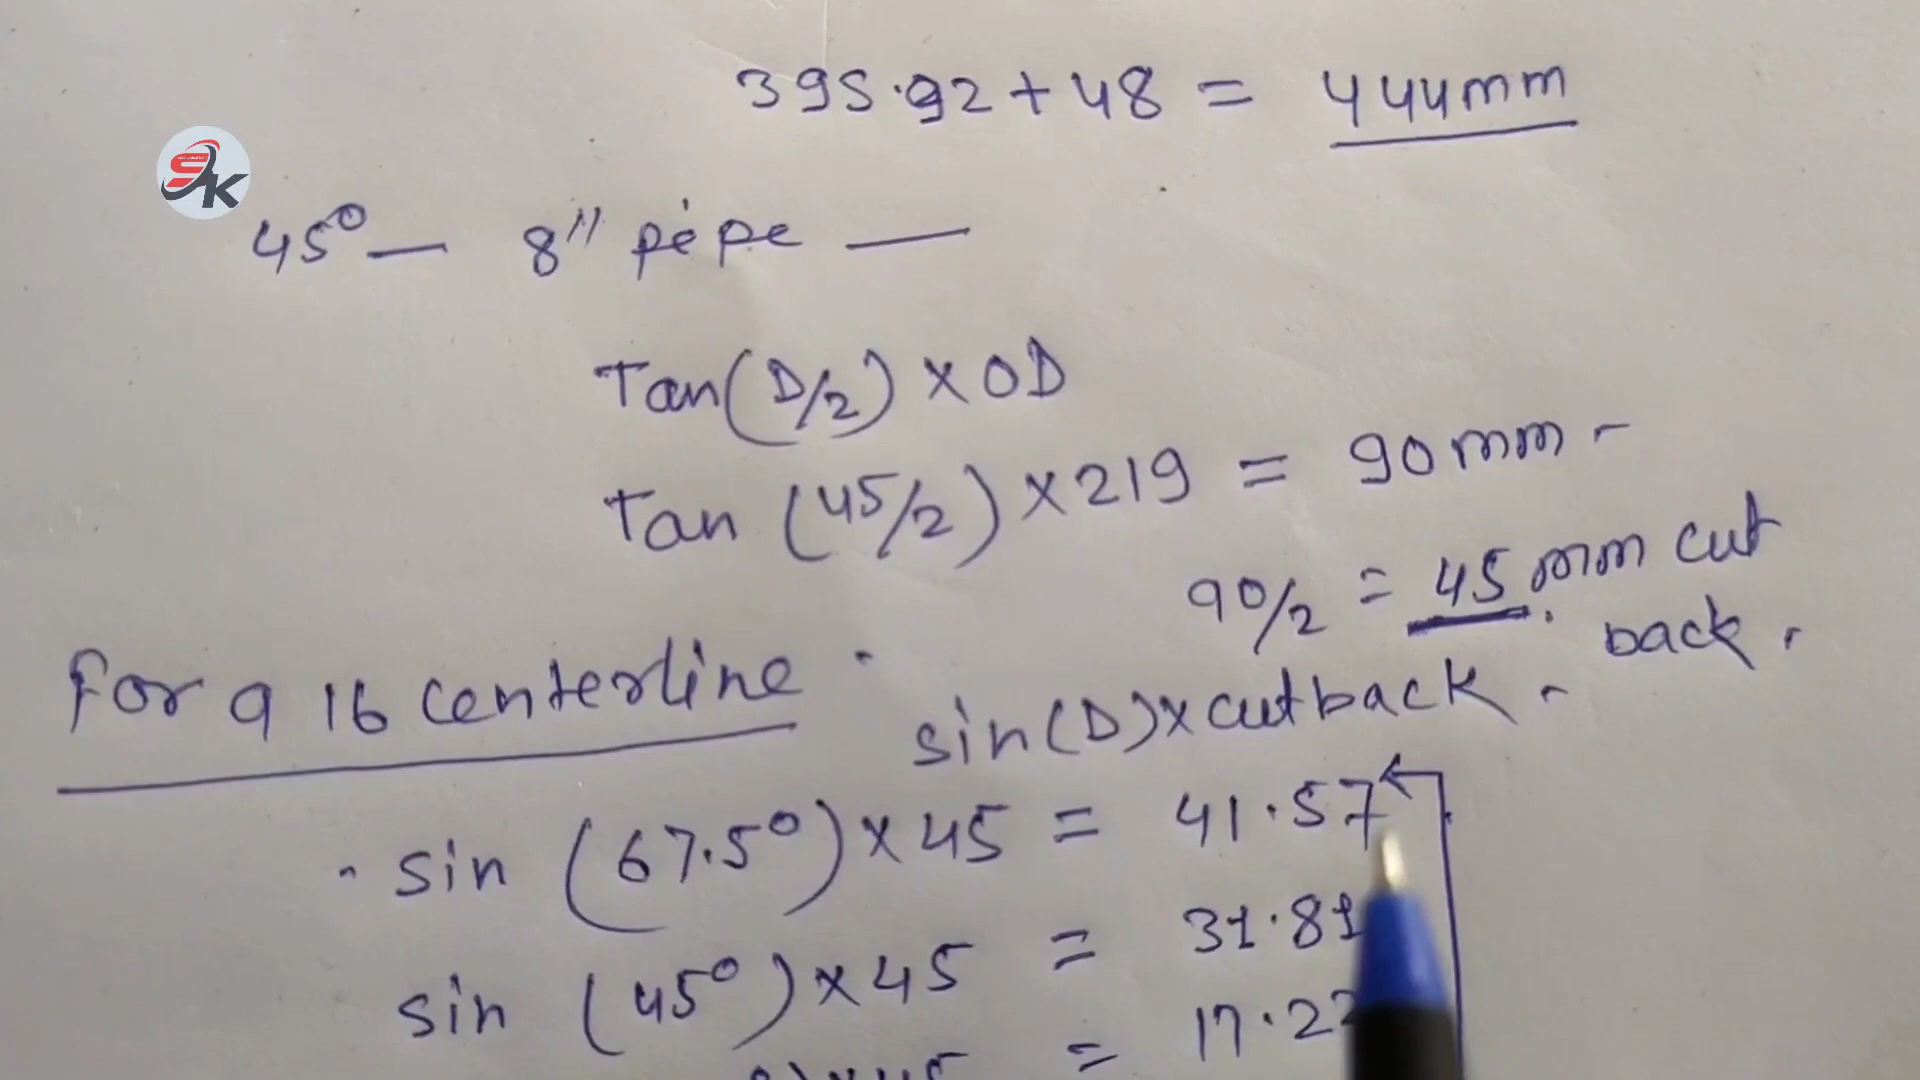 395.92 + 48 = 444mm
SK
45° — 8" pipe —
Tan (D/2) x OD
Tan (45/2) x 219 = 90mm -
90/2 = 45 mm cut
back.
For a 16 centerline.
sin(D) x cutback.
sin (67.5°) x 45 = 41.57
sin (45°) x 45 = 31.81
= 17.22